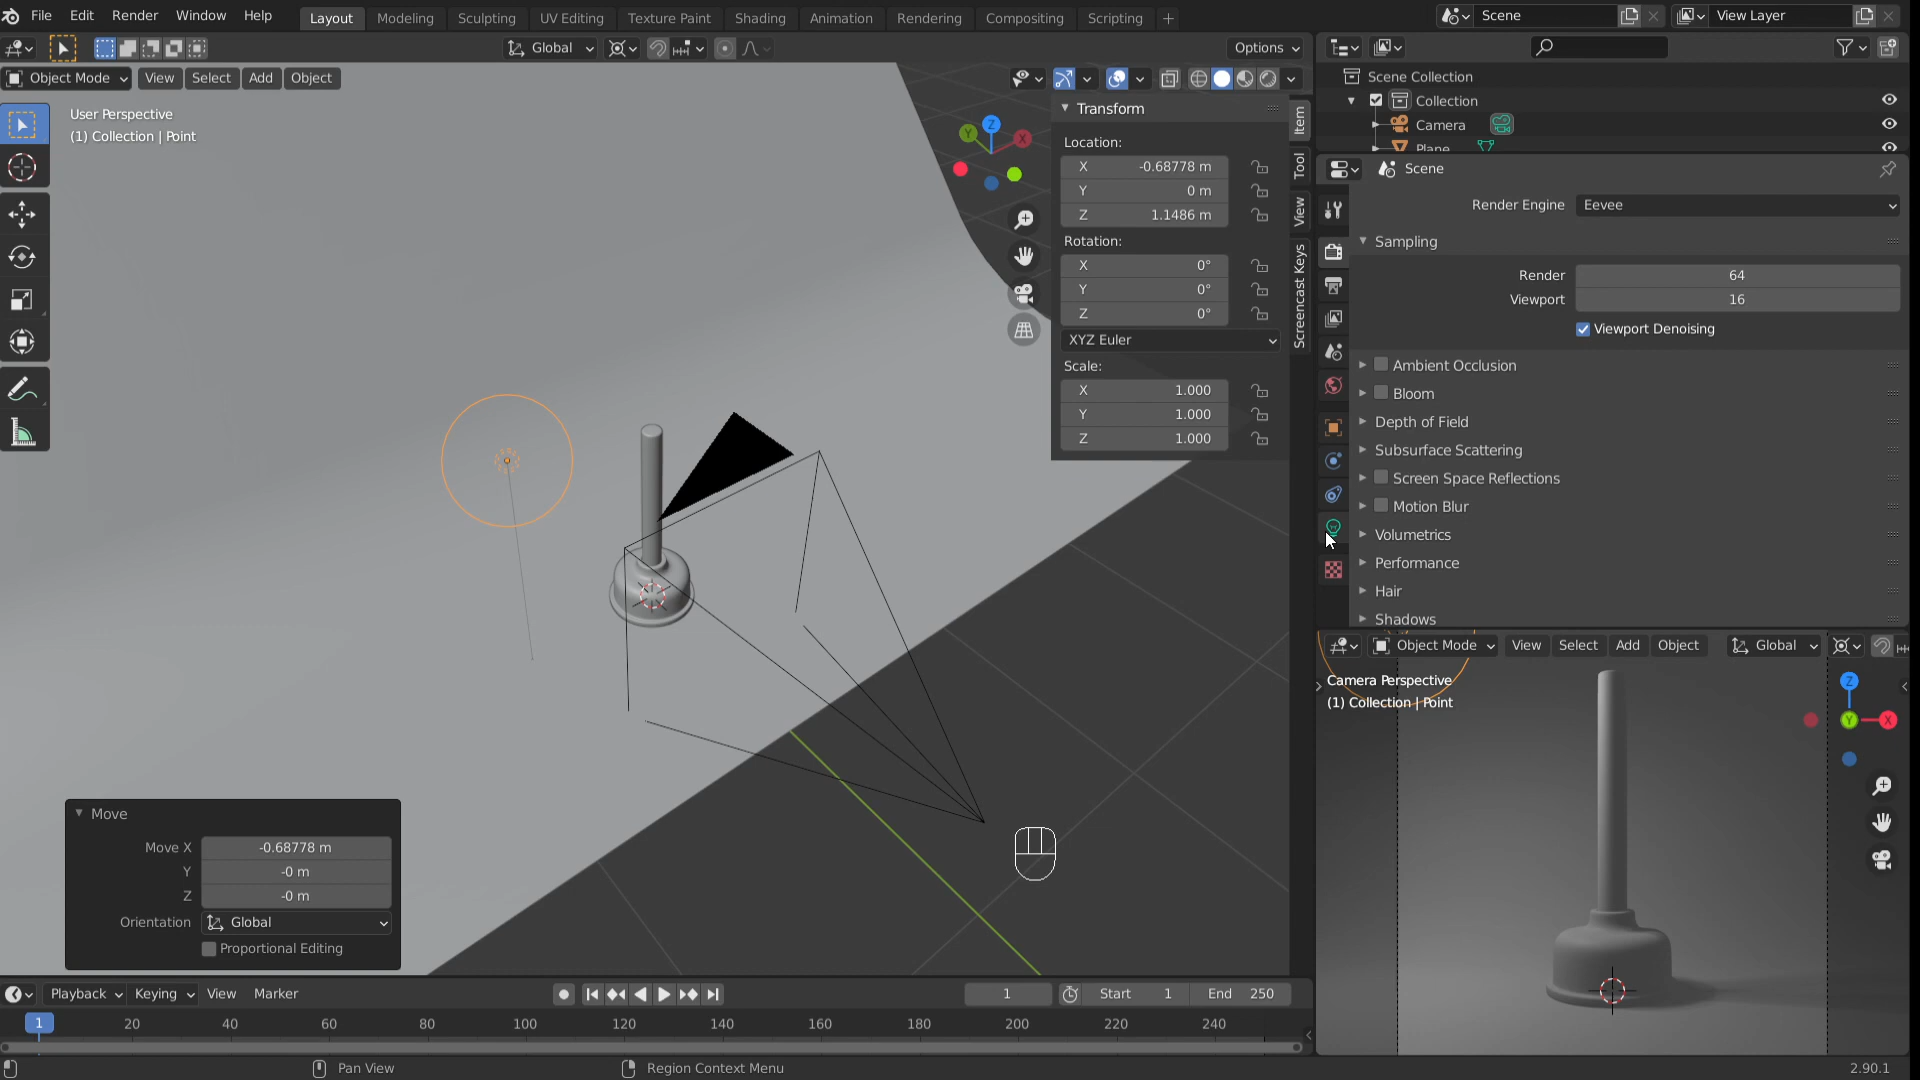 File Edit Render Window Help
Layout Modeling Sculpting UV Editing Texture Paint Shading Animation Rendering Compositing Scripting +
Scene
View Layer
Global
Options
Object Mode View Select Add Object
User Perspective
(1) Collection | Point
Transform
Location:
X -0.68778 m
Y 0 m
Z 1.1486 m
Rotation:
X 0°
Y 0°
Z 0°
XYZ Euler
Scale:
X 1.000
Y 1.000
Z 1.000
Item
Tool
View
Screencast Keys
Z
Y
X
Scene Collection
Collection
Camera
Plane
Scene
Render Engine Eevee
Sampling
Render 64
Viewport 16
Viewport Denoising
Ambient Occlusion
Bloom
Depth of Field
Subsurface Scattering
Screen Space Reflections
Motion Blur
Volumetrics
Performance
Hair
Shadows
Object Mode View Select Add Object Global
Camera Perspective
(1) Collection | Point
Z
Y
X
Move
Move X -0.68778 m
Y -0 m
Z -0 m
Orientation Global
Proportional Editing
Playback Keying View Marker
1
Start 1
End 250
1 20 40 60 80 100 120 140 160 180 200 220 240
Pan View
Region Context Menu
2.90.1